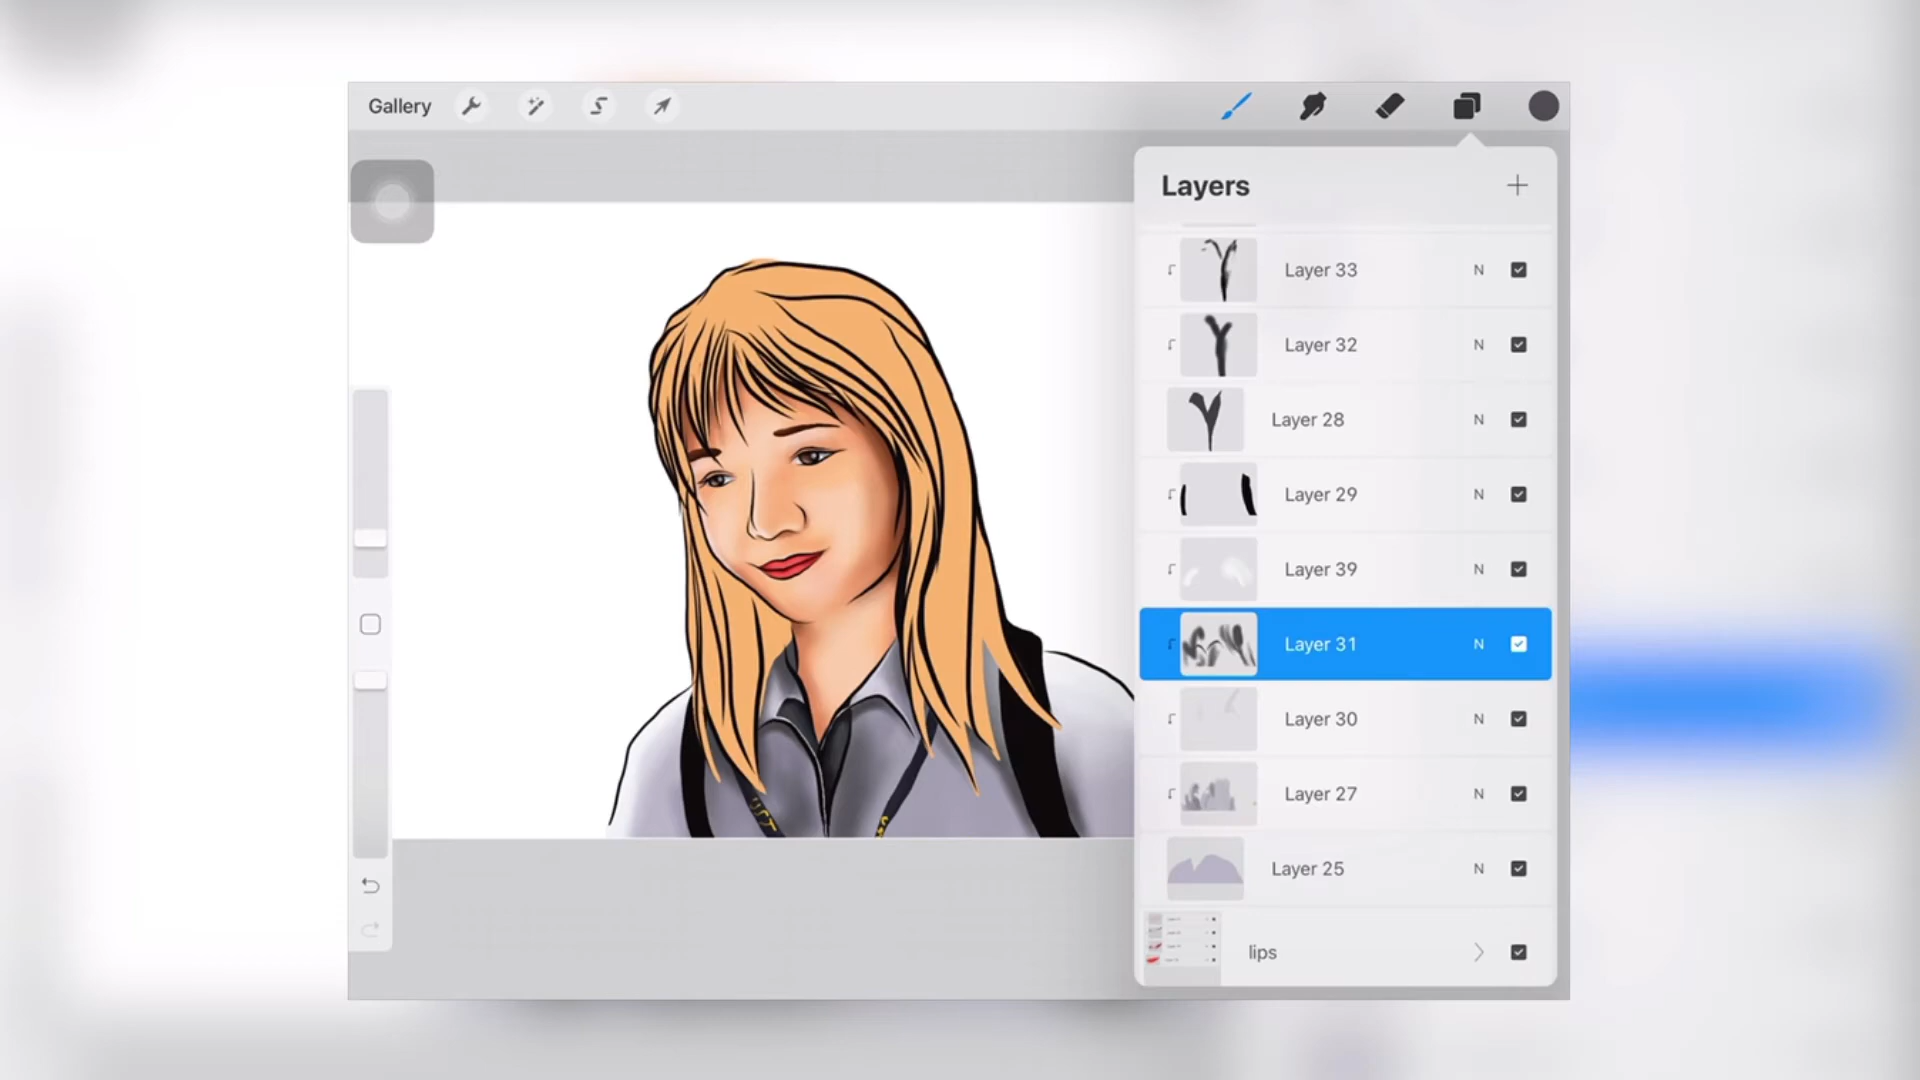 Gallery
Layers
Layer 33 N
Layer 32 N
Layer 28 N
Layer 29 N
Layer 39 N
Layer 31 N
Layer 30 N
Layer 27 N
Layer 25 N
lips
UST